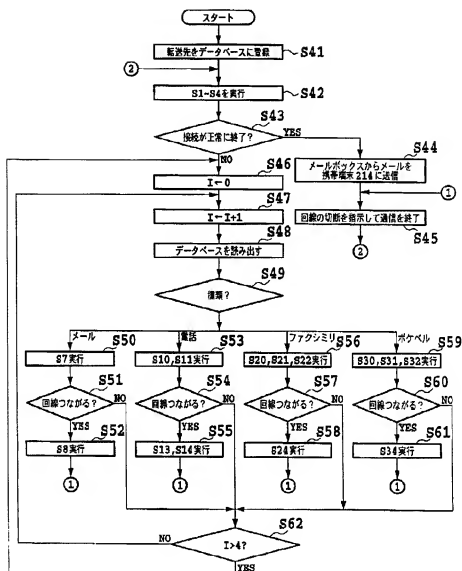 スタート
転送先をデータベースに登録
S41
②
S1~S4を実行
S42
S43
接続が正常に終了?
YES
NO
S44
メールボックスからメールを
携帯端末214に送信
①
S46
I←0
S47
I←I+1
回線の切断を指示して通信を終了
S45
②
S48
データベースを読み出す
S49
種類?
メール
S50
電話
S53
ファクシミリ
S56
ポケベル
S59
S7実行
S10,S11実行
S20,S21,S22実行
S30,S31,S32実行
S51
S54
S57
S60
回線つながる?
NO
回線つながる?
NO
回線つながる?
NO
回線つながる?
NO
YES
S52
YES
S55
YES
S58
YES
S61
S8実行
S13,S14実行
S24実行
S34実行
①
①
①
①
S62
NO
I>4?
YES